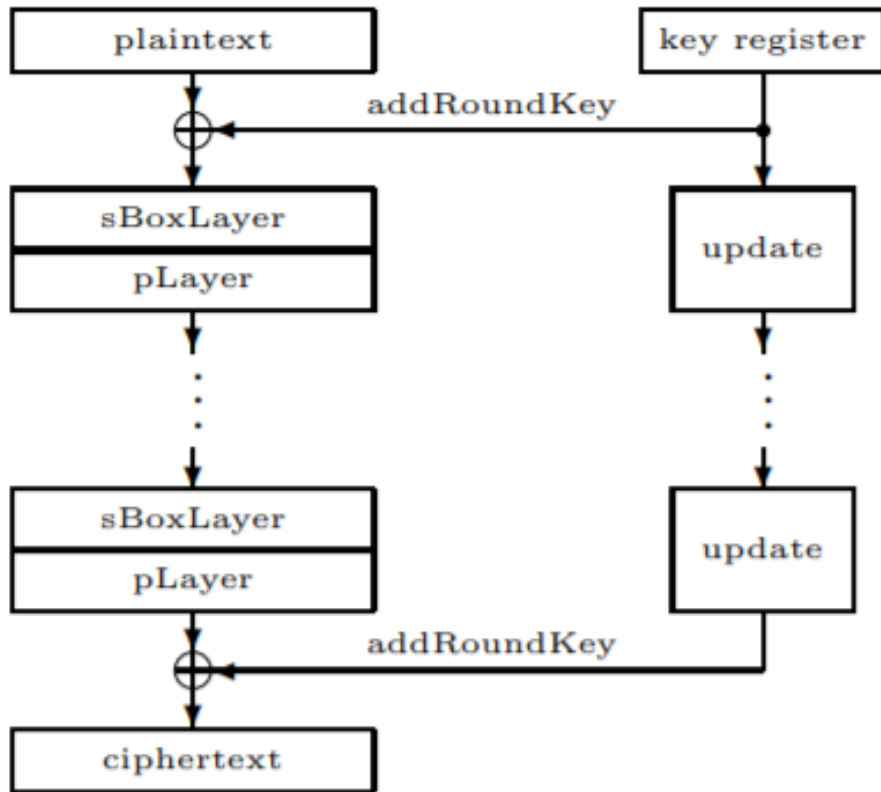 plaintext
key register
addRoundKey
sBoxLayer
pLayer
update
sBoxLayer
pLayer
update
addRoundKey
ciphertext